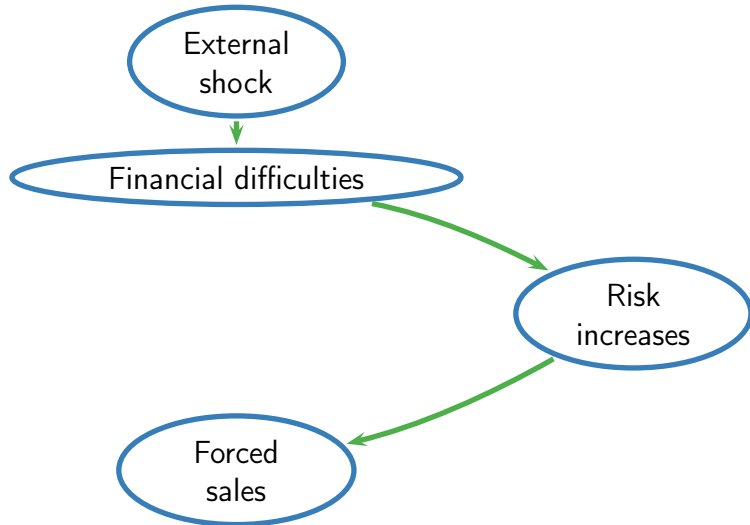 External
shock
Financial difficulties
Risk
increases
Forced
sales